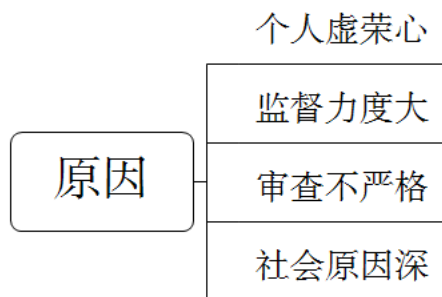 个人虚荣心
监督力度大
原因
审查不严格
社会原因深